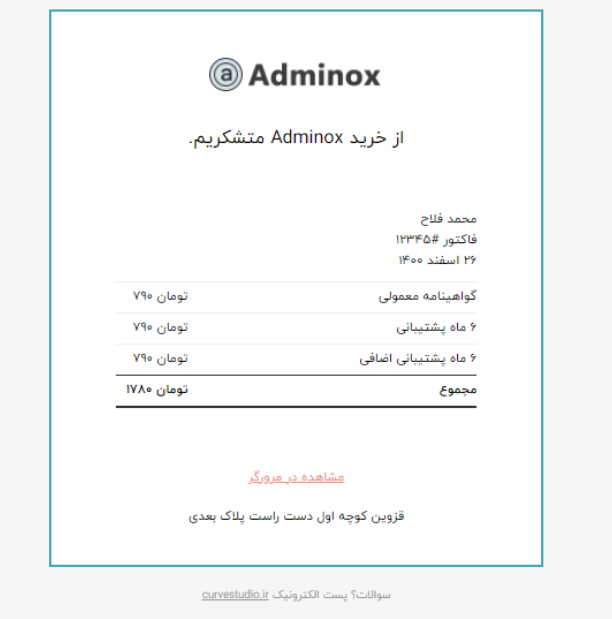 Adminox
از خرید Adminox متشکریم.
محمد فلاح
فاکتور #۱۲۳۴۵
۲۶ اسفند ۱۴۰۰
گواهینامه معمولی تومان ۷۹۰
۶ ماه پشتیبانی تومان ۷۹۰
۶ ماه پشتیبانی اضافی تومان ۷۹۰
مجموع تومان ۱۷۸۰
مشاهده در مرورگر
قزوین کوچه اول دست راست پلاک بعدی
سوالات؟ پست الکترونیک curvestudio.ir